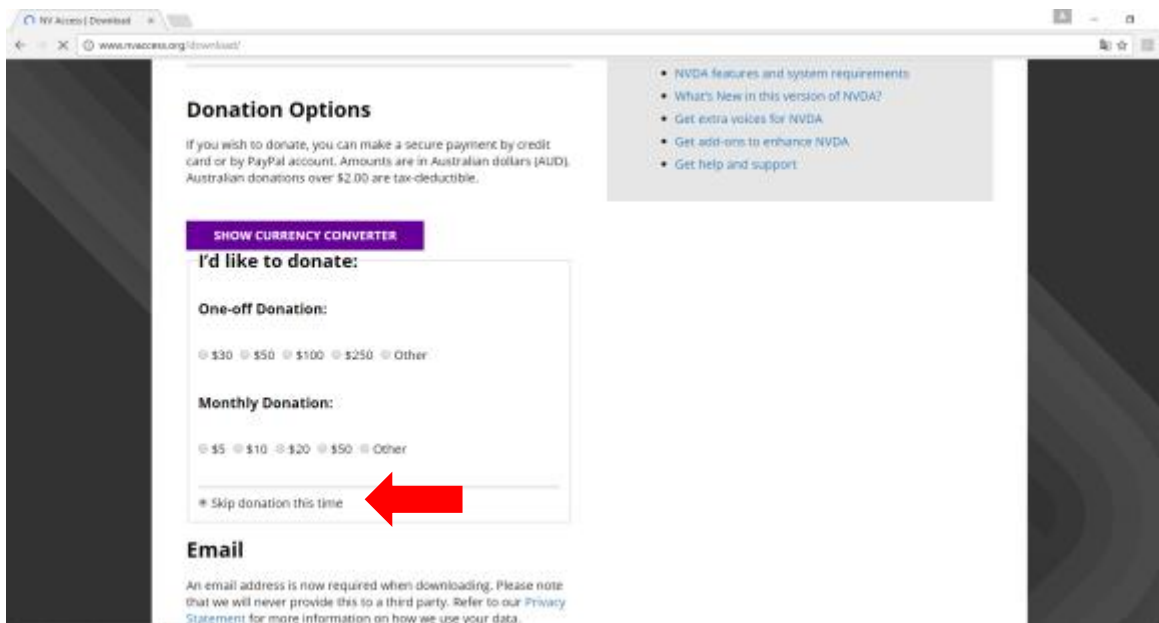 NV Access | Download
www.nvaccess.org/download/
Donation Options
If you wish to donate, you can make a secure payment by credit
card or by PayPal account. Amounts are in Australian dollars (AUD).
Australian donations over $2.00 are tax-deductible.
SHOW CURRENCY CONVERTER
I'd like to donate:
One-off Donation:
$30 $50 $100 $250 Other
Monthly Donation:
$5 $10 $20 $50 Other
Skip donation this time
Email
An email address is now required when downloading. Please note
that we will never provide this to a third party. Refer to our Privacy
Statement for more information on how we use your data.
NVDA features and system requirements
What's New in this version of NVDA?
Get extra voices for NVDA
Get add-ons to enhance NVDA
Get help and support